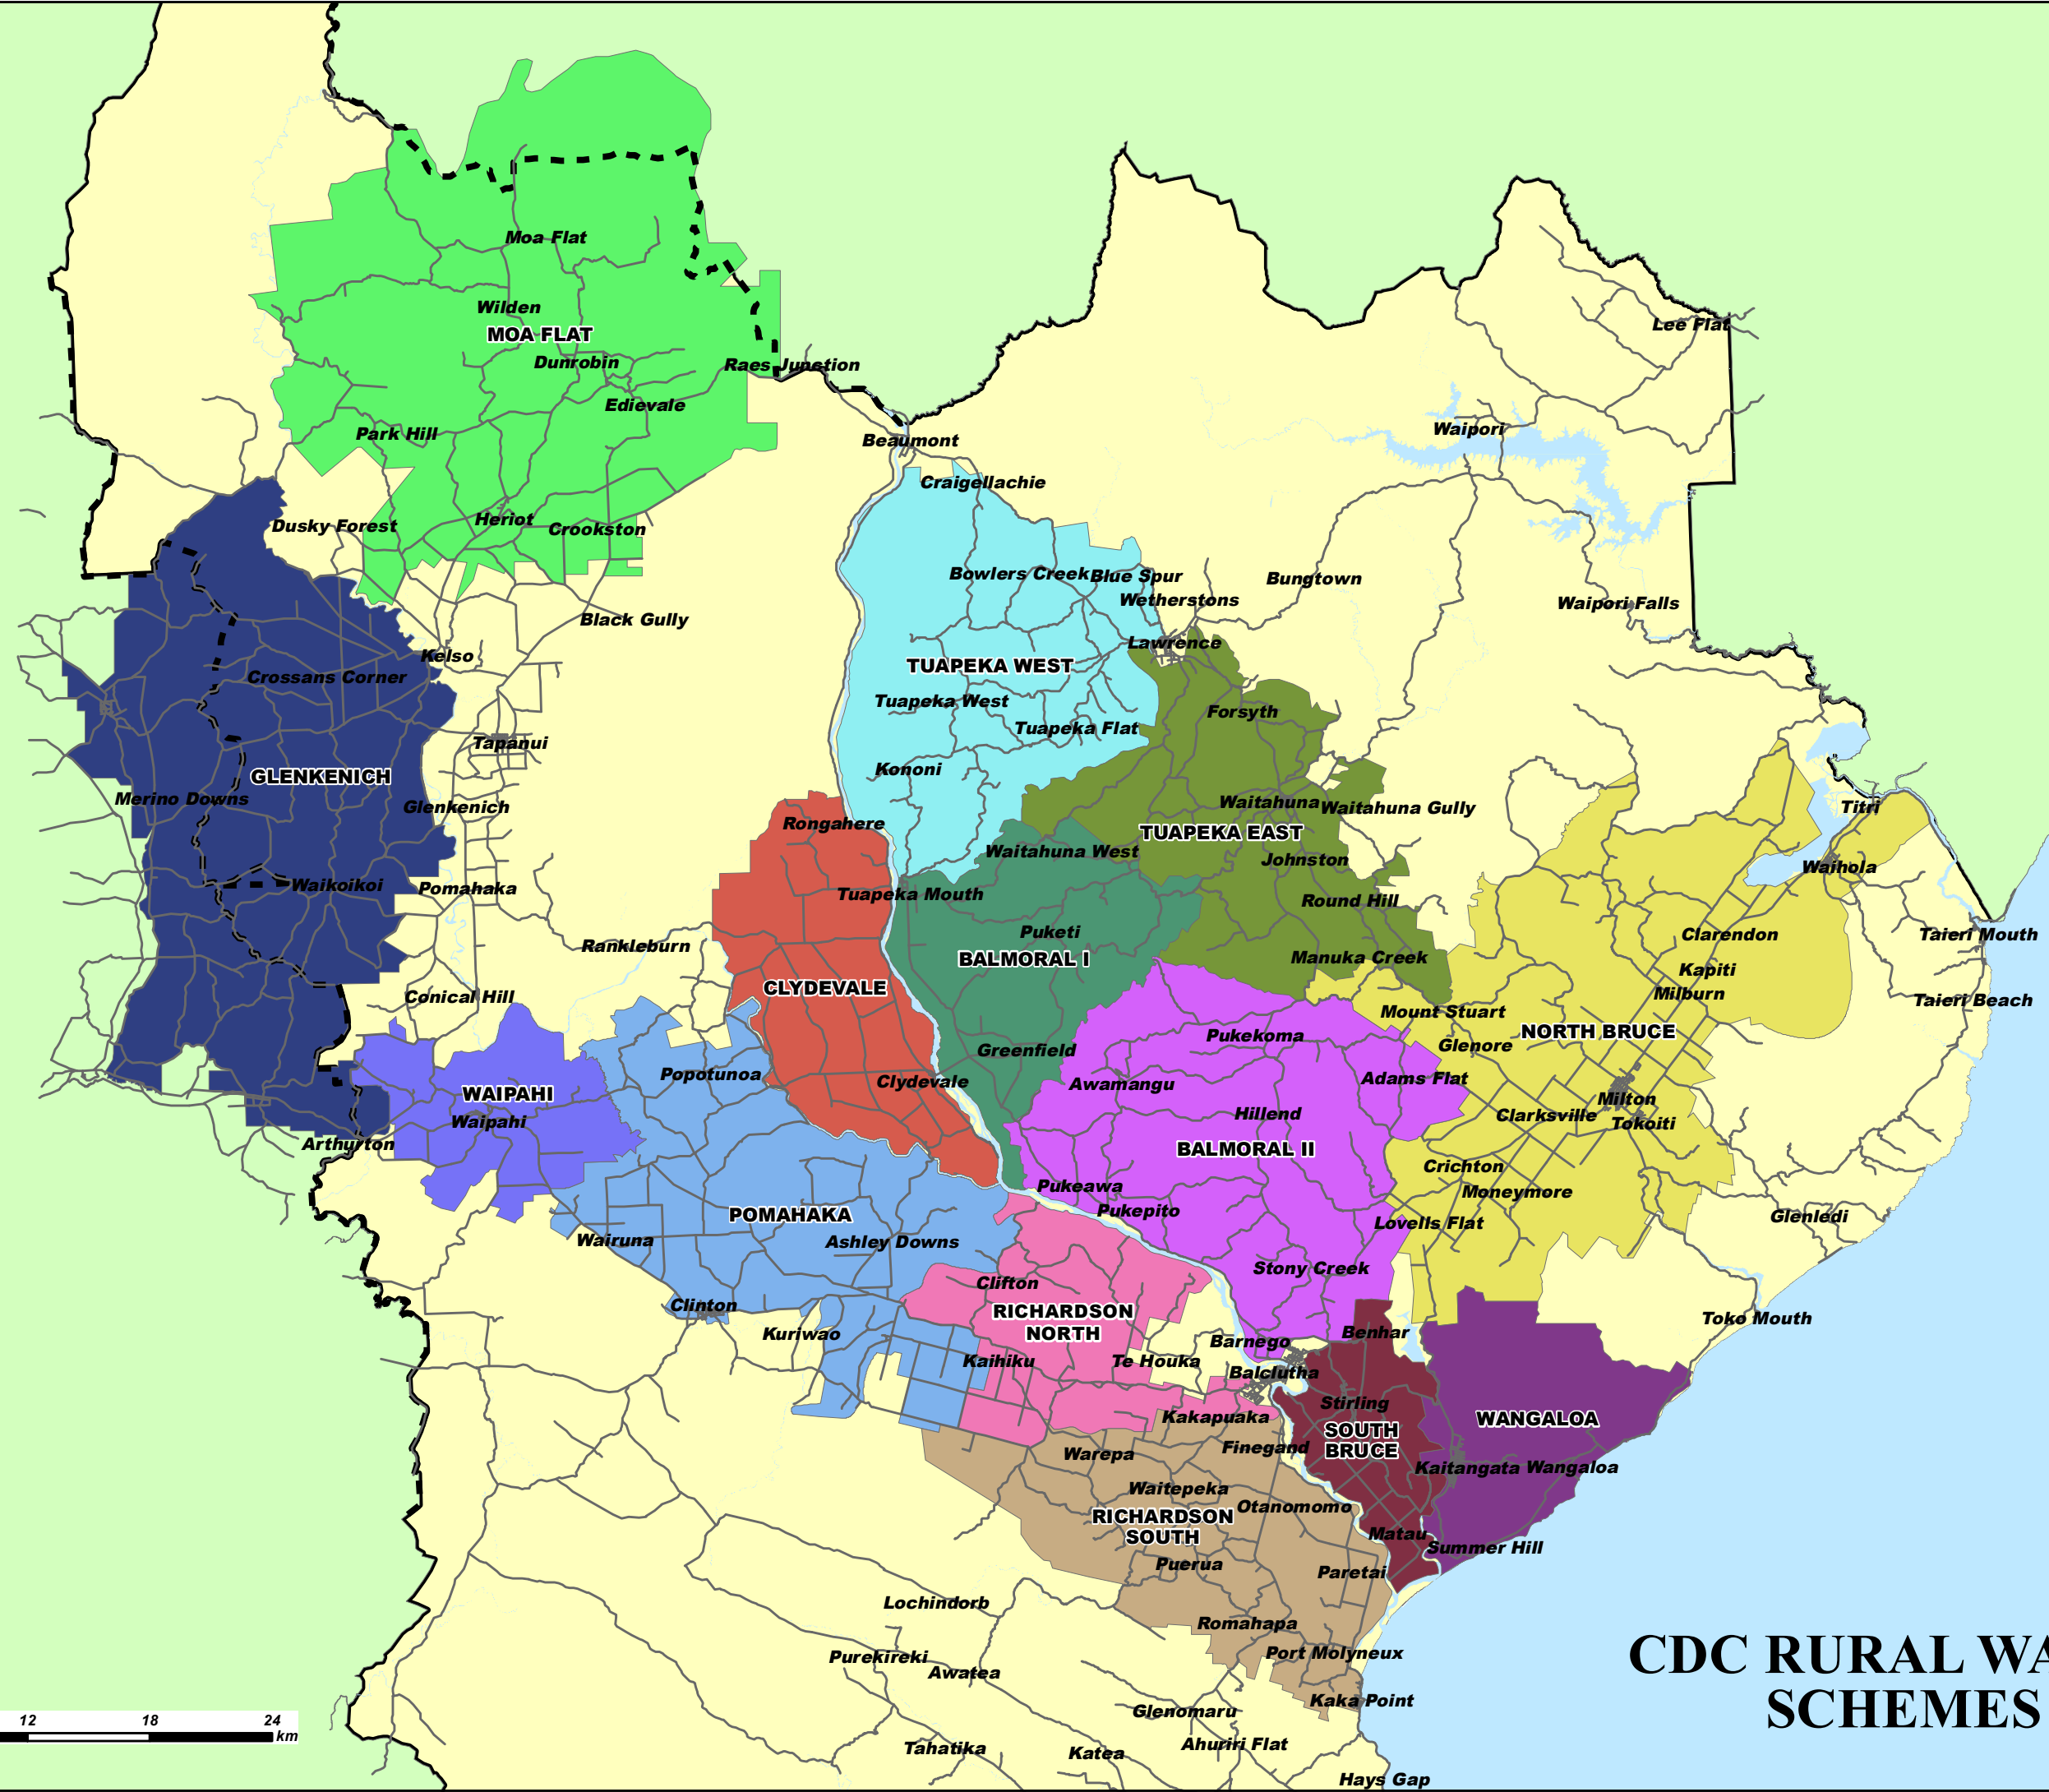 Moa Flat
Wilden
MOA FLAT
Lee Flat
Dunrobin
Raes Junction
Edievale
Park Hill
Waipori
Beaumont
Craigellachie
Dusky Forest
Heriot
Crookston
Bowlers Creek
Blue Spur
Bungtown
Wetherstons
Waipori Falls
Black Gully
Lawrence
Kelso
TUAPEKA WEST
Crossans Corner
Tuapeka West
Forsyth
Tuapeka Flat
Tapanui
Kononi
GLENKENICH
Merino Downs
Glenkenich
Waitahuna
Waitahuna Gully
Titri
Rongahere
TUAPEKA EAST
Waitahuna West
Johnston
Waihola
Waikoikoi
Pomahaka
Tuapeka Mouth
Round Hill
Puketi
Clarendon
Taieri Mouth
Rankleburn
BALMORAL I
Manuka Creek
Kapiti
CLYDEVALE
Conical Hill
Milburn
Taieri Beach
Mount Stuart
NORTH BRUCE
Pukekoma
Glenore
Greenfield
Popotunoa
Clydevale
Awamangu
Adams Flat
WAIPAHI
Milton
Waipahi
Hillend
Clarksville
Tokoiti
Arthurton
BALMORAL II
Crichton
Pukeawa
Moneymore
POMAHAKA
Pukepito
Lovells Flat
Glenledi
Wairuna
Ashley Downs
Stony Creek
Clifton
Clinton
RICHARDSON
NORTH
Toko Mouth
Kuriwao
Barnego
Benhar
Kaihiku
Te Houka
Balclutha
Stirling
Kakapuaka
WANGALOA
SOUTH
BRUCE
Warepa
Finegand
Kaitangata
Wangaloa
Waitepeka
Otanomomo
RICHARDSON
SOUTH
Matau
Summer Hill
Puerua
Paretai
Lochindorb
Romahapa
Port Molyneux
Purekireki
Awatea
CDC RURAL WA
SCHEMES
Kaka Point
Glenomaru
12 18 24
km
Ahuriri Flat
Tahatika
Katea
Hays Gap